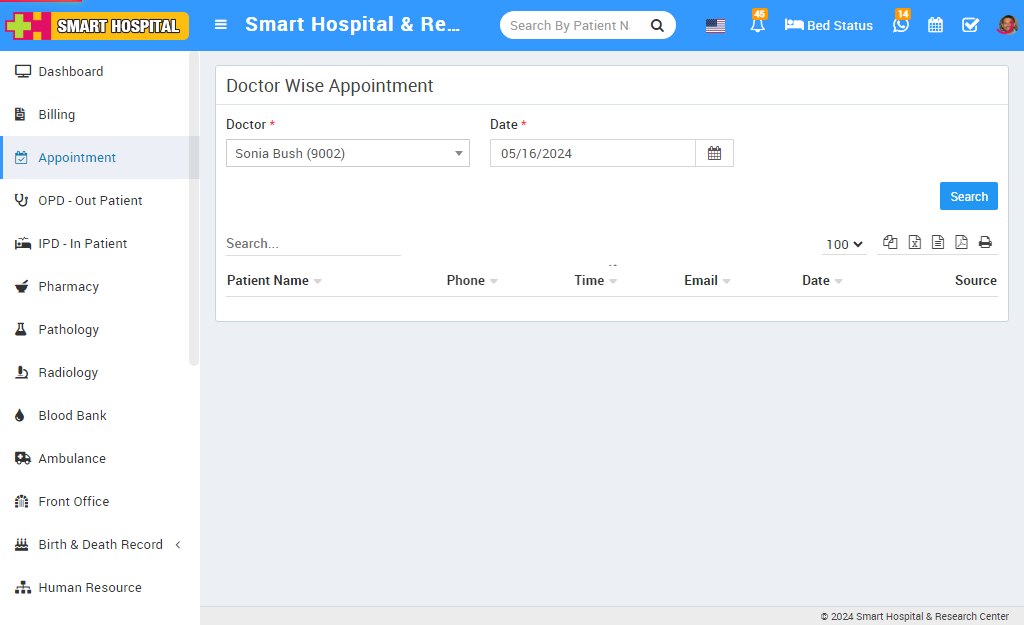 SMART HOSPITAL
Smart Hospital & Re...
Search By Patient N
45
Bed Status
14
Dashboard
Billing
Appointment
OPD - Out Patient
IPD - In Patient
Pharmacy
Pathology
Radiology
Blood Bank
Ambulance
Front Office
Birth & Death Record
Human Resource
Doctor Wise Appointment
Doctor *
Date *
Sonia Bush (9002)
05/16/2024
Search
Search...
100
Patient Name
Phone
Time
Email
Date
Source
© 2024 Smart Hospital & Research Center